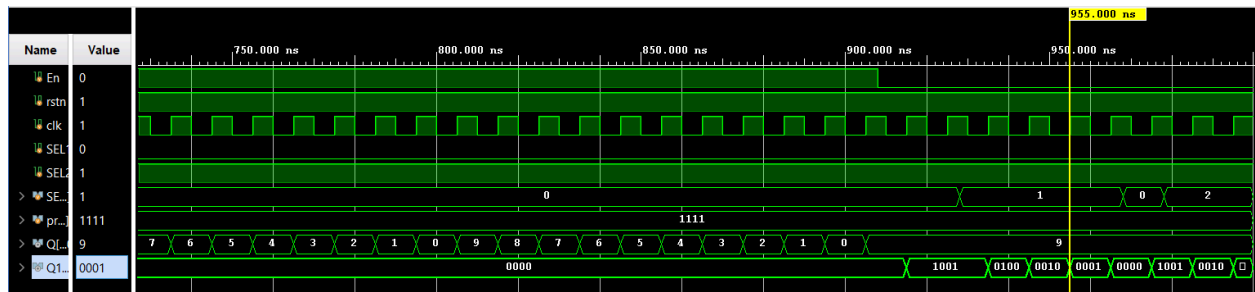 955.000 ns
Name Value 750.000 ns 800.000 ns 850.000 ns 900.000 ns 950.000 ns
En 0
rstn 1
clk 1
SEL1 0
SEL2 1
SE...] 1 0 1 0 2
pr...] 1111 1111
Q[... 9 7 6 5 4 3 2 1 0 9 8 7 6 5 4 3 2 1 0 9
Q1... 0001 0000 1001 0100 0010 0001 0000 1001 0010